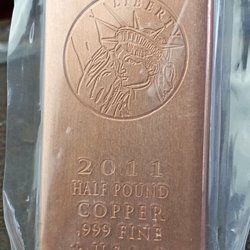 LIBERTY
2011
HALF POUND
COPPER
.999 FINE